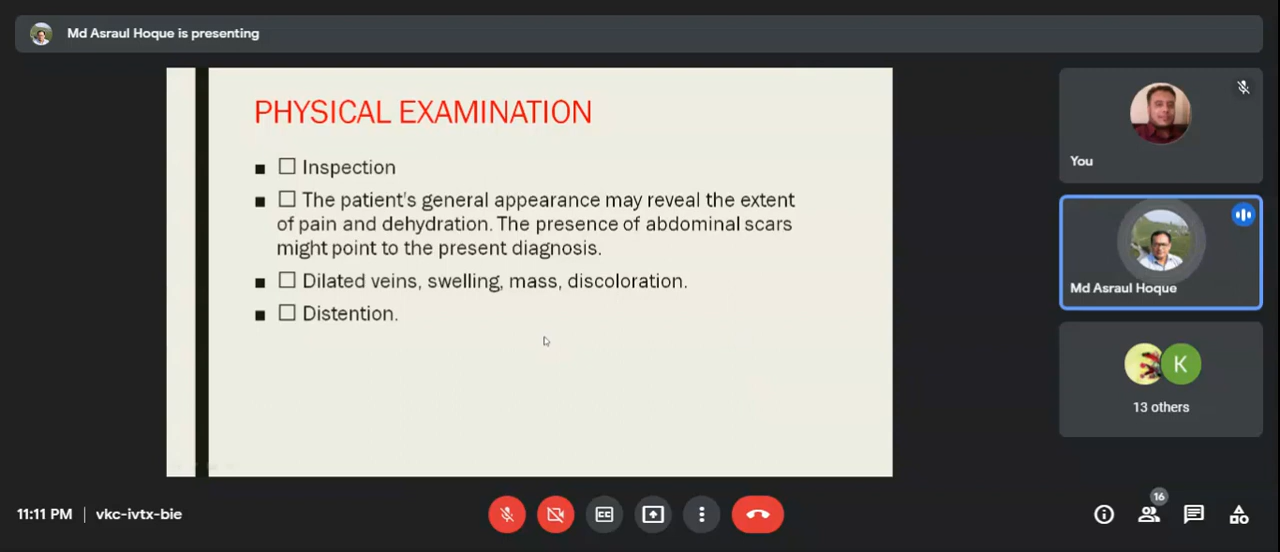 Md Asraul Hoque is presenting
PHYSICAL EXAMINATION
■ ☐ Inspection
■ ☐ The patient's general appearance may reveal the extent
of pain and dehydration. The presence of abdominal scars
might point to the present diagnosis.
■ ☐ Dilated veins, swelling, mass, discoloration.
■ ☐ Distention.
You
Md Asraul Hoque
K
13 others
11:11 PM | vkc-ivtx-bie
CC
16